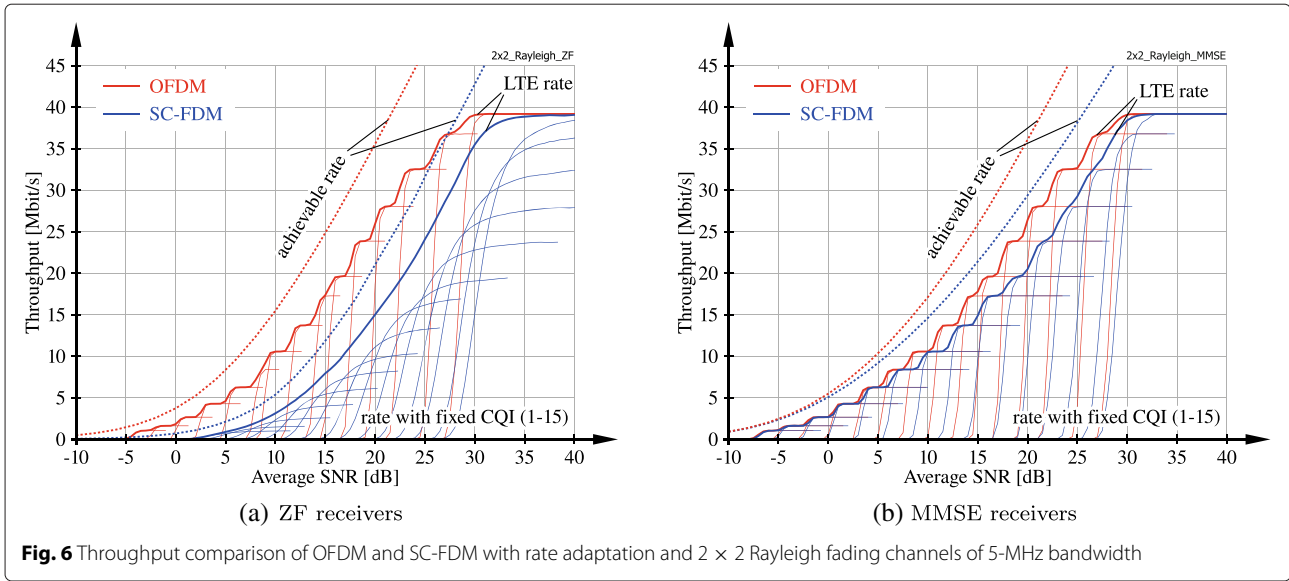 2x2_Rayleigh_ZF
45
40
35
30
25
20
15
10
5
0
Throughput [Mbit/s]
OFDM
SC-FDM
LTE rate
achievable rate
rate with fixed CQI (1-15)
-10 -5 0 5 10 15 20 25 30 35 40
Average SNR [dB]
(a) ZF receivers
2x2_Rayleigh_MMSE
45
40
35
30
25
20
15
10
5
0
Throughput [Mbit/s]
OFDM
SC-FDM
LTE rate
achievable rate
rate with fixed CQI (1-15)
-10 -5 0 5 10 15 20 25 30 35 40
Average SNR [dB]
(b) MMSE receivers
Fig. 6 Throughput comparison of OFDM and SC-FDM with rate adaptation and 2 × 2 Rayleigh fading channels of 5-MHz bandwidth